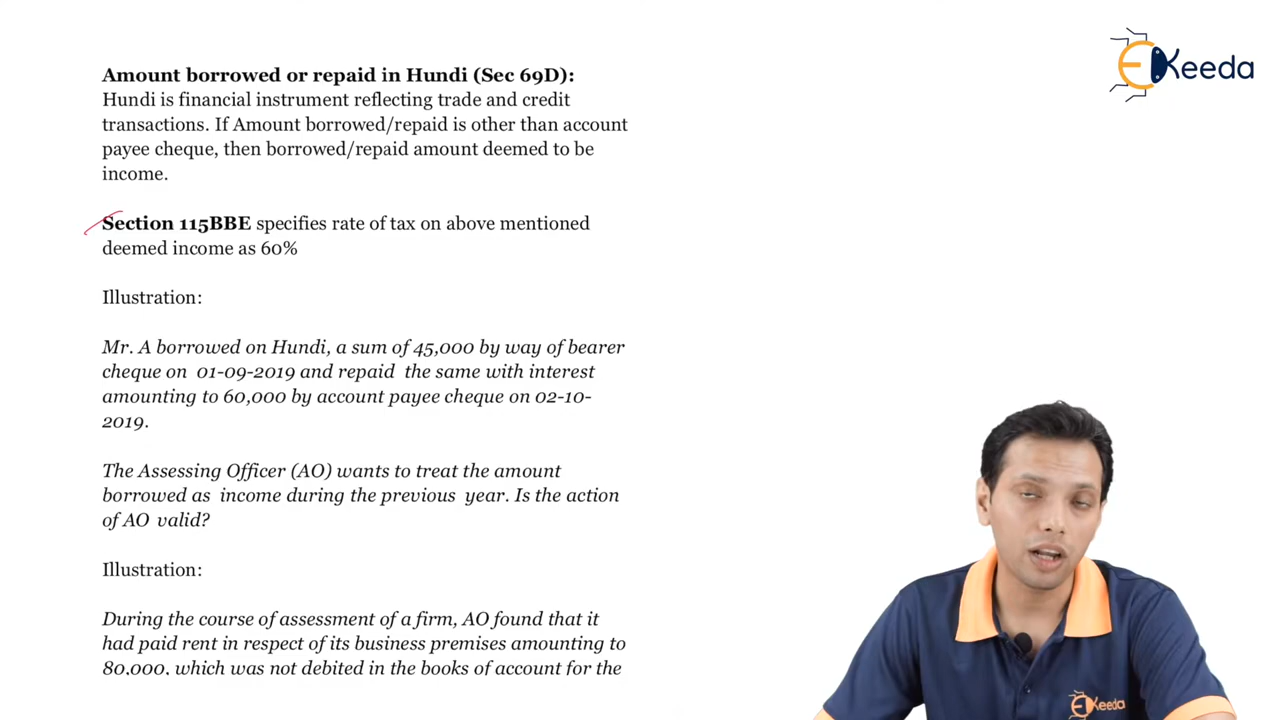 Keeda
Amount borrowed or repaid in Hundi (Sec 69D):
Hundi is financial instrument reflecting trade and credit
transactions. If Amount borrowed/repaid is other than account
payee cheque, then borrowed/repaid amount deemed to be
income.
Section 115BBE specifies rate of tax on above mentioned
deemed income as 60%
Illustration:
Mr. A borrowed on Hundi, a sum of 45,000 by way of bearer
cheque on 01-09-2019 and repaid the same with interest
amounting to 60,000 by account payee cheque on 02-10-
2019.
The Assessing Officer (AO) wants to treat the amount
borrowed as income during the previous year. Is the action
of AO valid?
Illustration:
During the course of assessment of a firm, AO found that it
had paid rent in respect of its business premises amounting to
80,000, which was not debited in the books of account for the
EKeeda